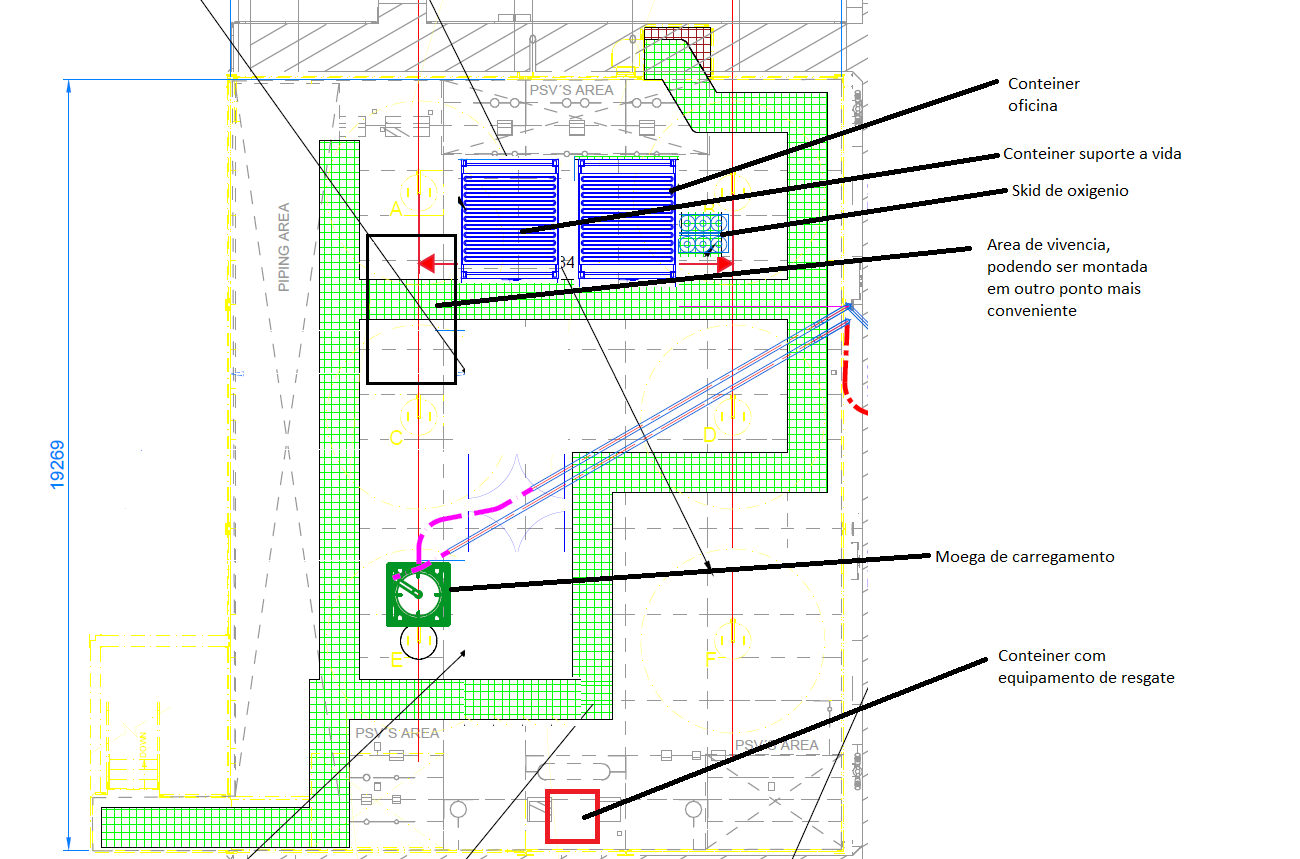 PSV´S AREA
Conteiner
oficina
Conteiner suporte a vida
Skid de oxigenio
A
PIPING AREA
Area de vivencia,
podendo ser montada
em outro ponto mais
conveniente
34
C
D
19269
Moega de carregamento
E
F
Conteiner com
equipamento de resgate
PSV´S AREA
PSV´S AREA
DOWN